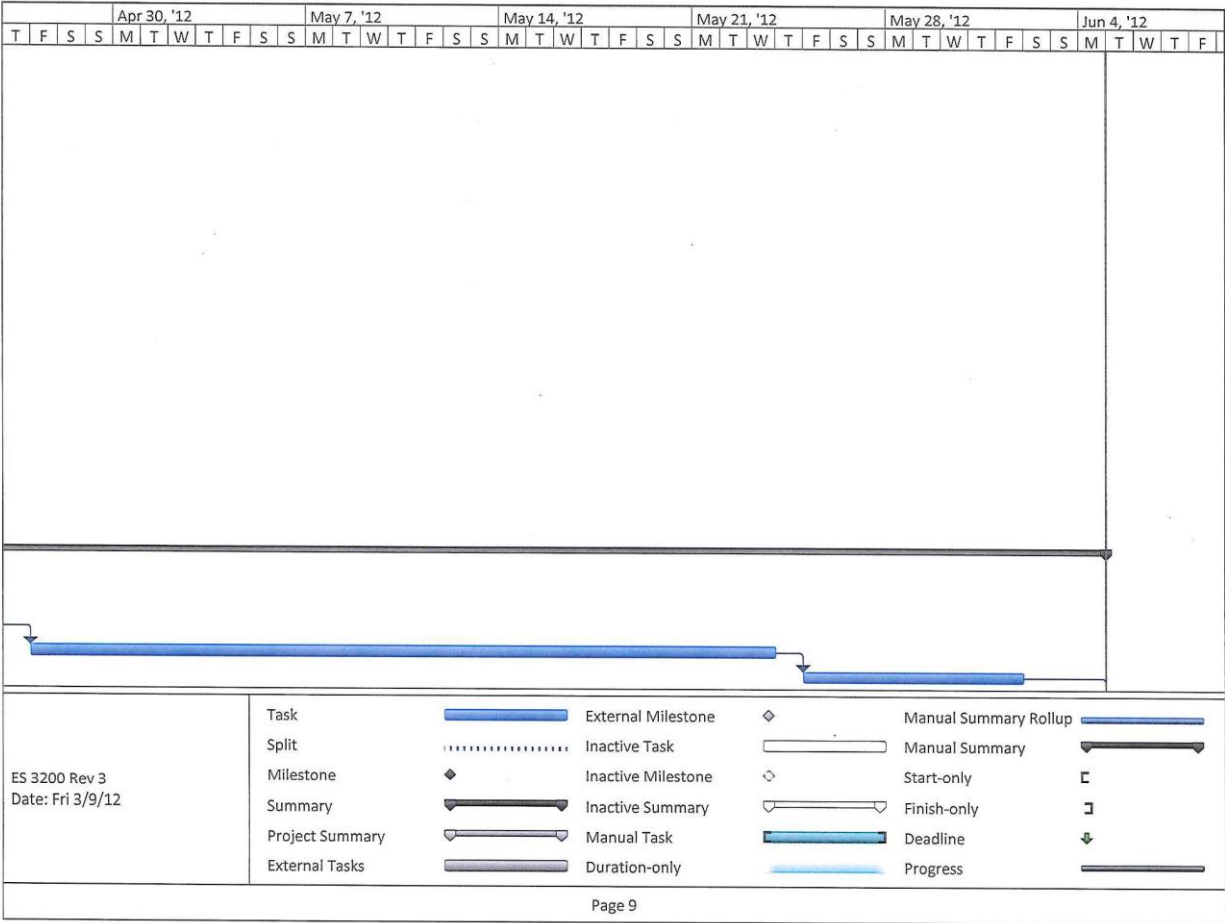 Apr 30, '12 May 7, '12 May 14, '12 May 21, '12 May 28, '12 Jun 4, '12
T F S S M T W T F S S M T W T F S S M T W T F S S M T W T F S S M T W T F S S M T W T F
Task External Milestone Manual Summary Rollup
Split Inactive Task Manual Summary
ES 3200 Rev 3
Date: Fri 3/9/12
Milestone Inactive Milestone Start-only
Summary Inactive Summary Finish-only
Project Summary Manual Task Deadline
External Tasks Duration-only Progress
Page 9